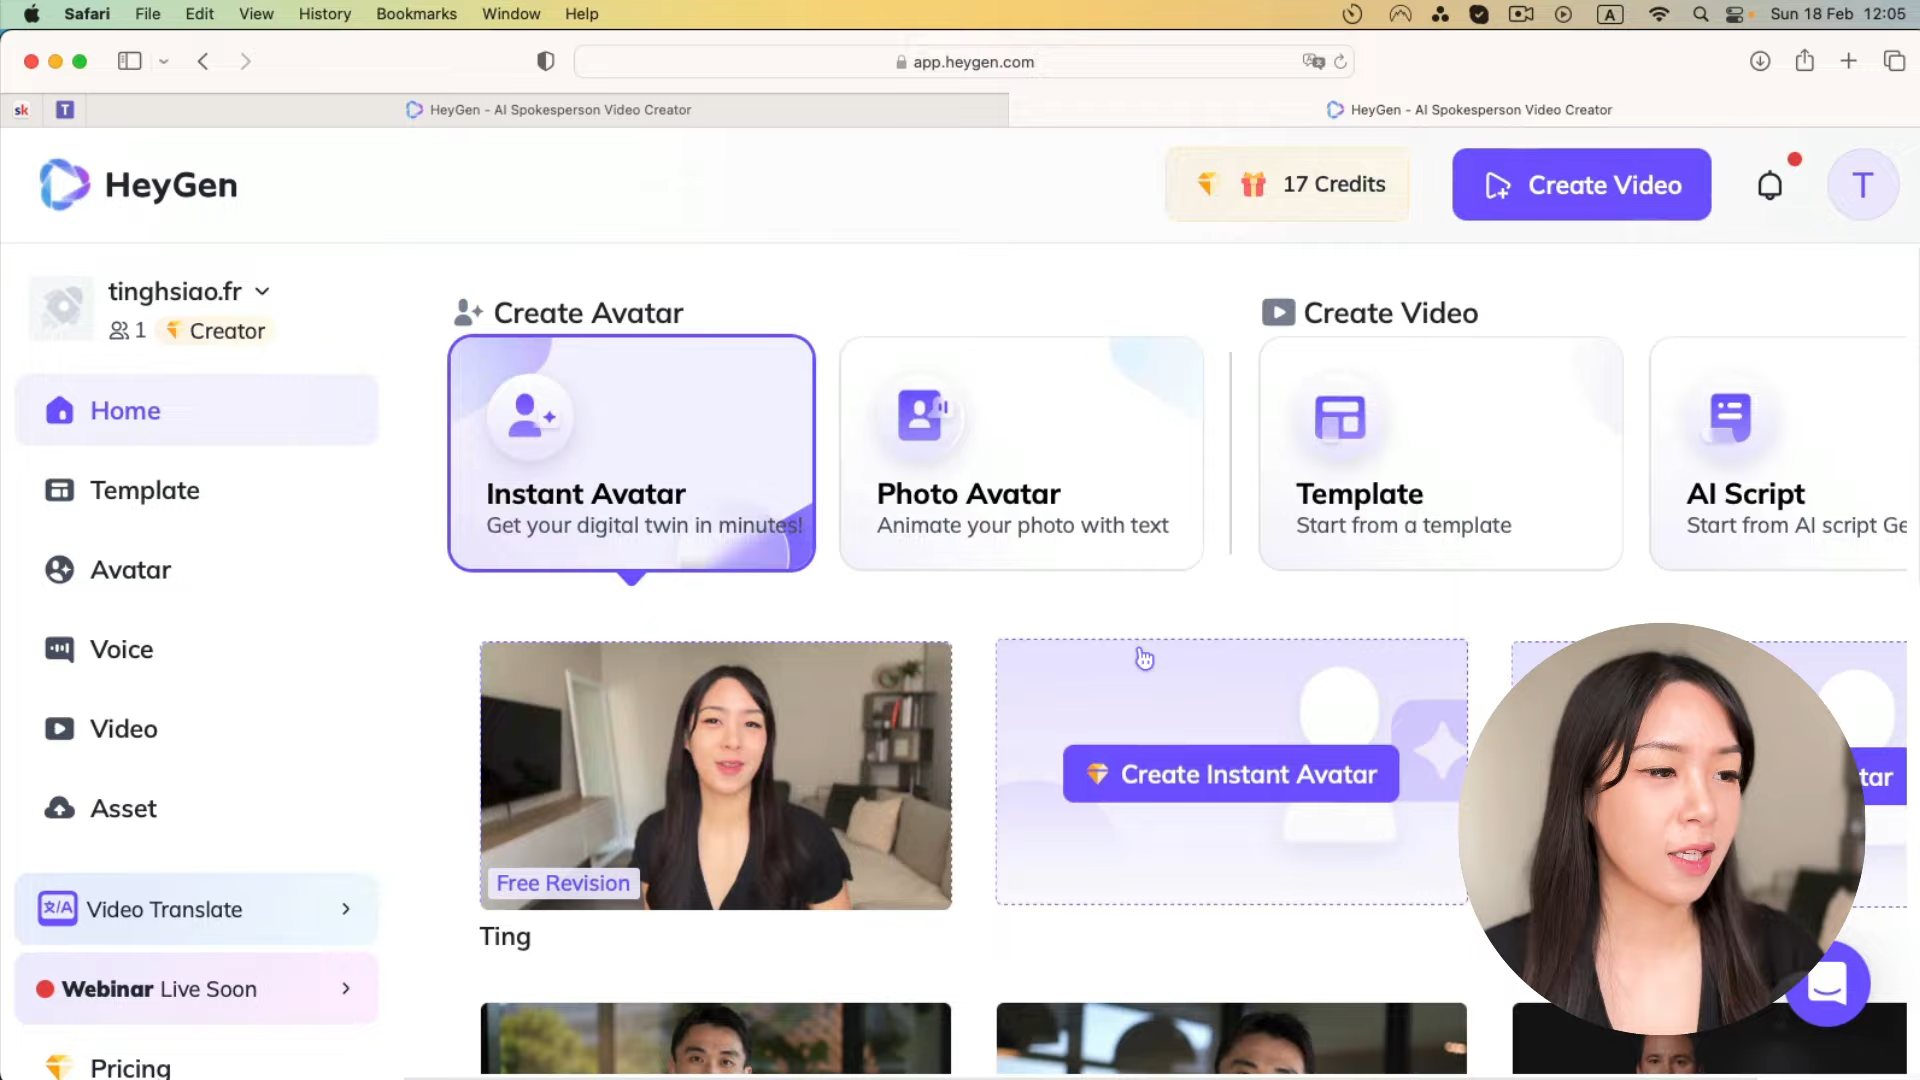 Safari File Edit View History Bookmarks Window Help
A
Sun 18 Feb 12:05
app.heygen.com
sk
T
HeyGen - AI Spokesperson Video Creator
HeyGen - AI Spokesperson Video Creator
HeyGen
17 Credits
Create Video
T
tinghsiao.fr
1
Creator
Home
Template
Avatar
Voice
Video
Asset
文/A
Video Translate
Webinar Live Soon
Pricing
Create Avatar
Create Video
Instant Avatar
Get your digital twin in minutes!
Photo Avatar
Animate your photo with text
Template
Start from a template
AI Script
Start from AI script Ge
Free Revision
Ting
Create Instant Avatar
tar